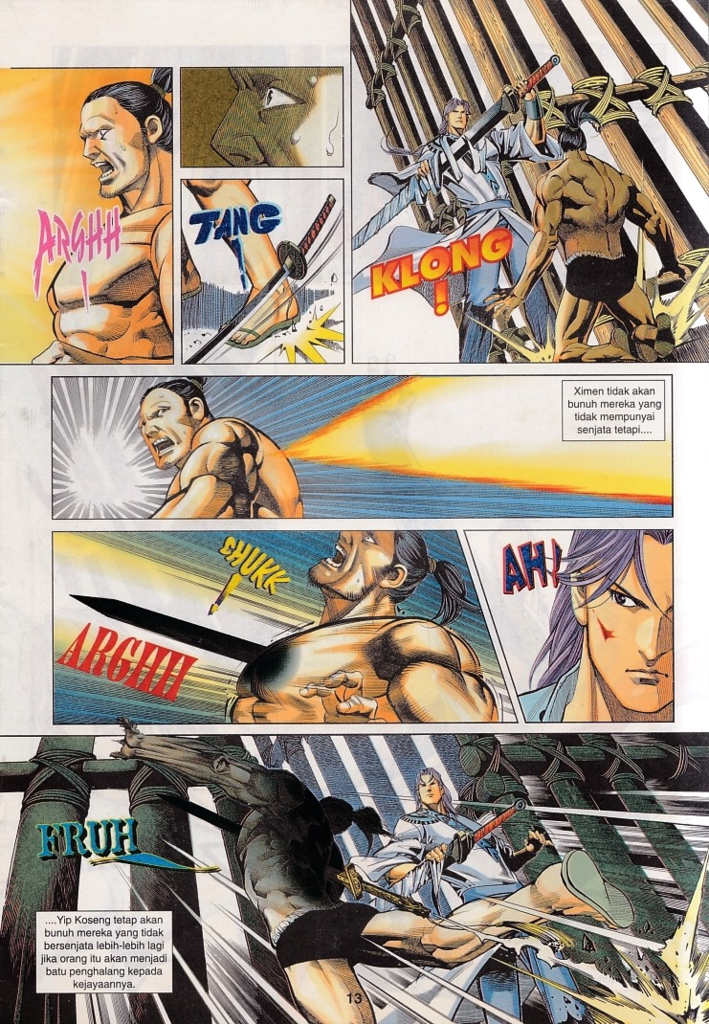 ARGHH
!
TANG
!
KLONG
!
Ximen tidak akan
bunuh mereka yang
tidak mempunyai
senjata tetapi....
CHUKK
!
ARGHH
AH!
FRUH
....Yip Koseng tetap akan
bunuh mereka yang tidak
bersenjata lebih-lebih lagi
jika orang itu akan menjadi
batu penghalang kepada
kejayaannya.
13